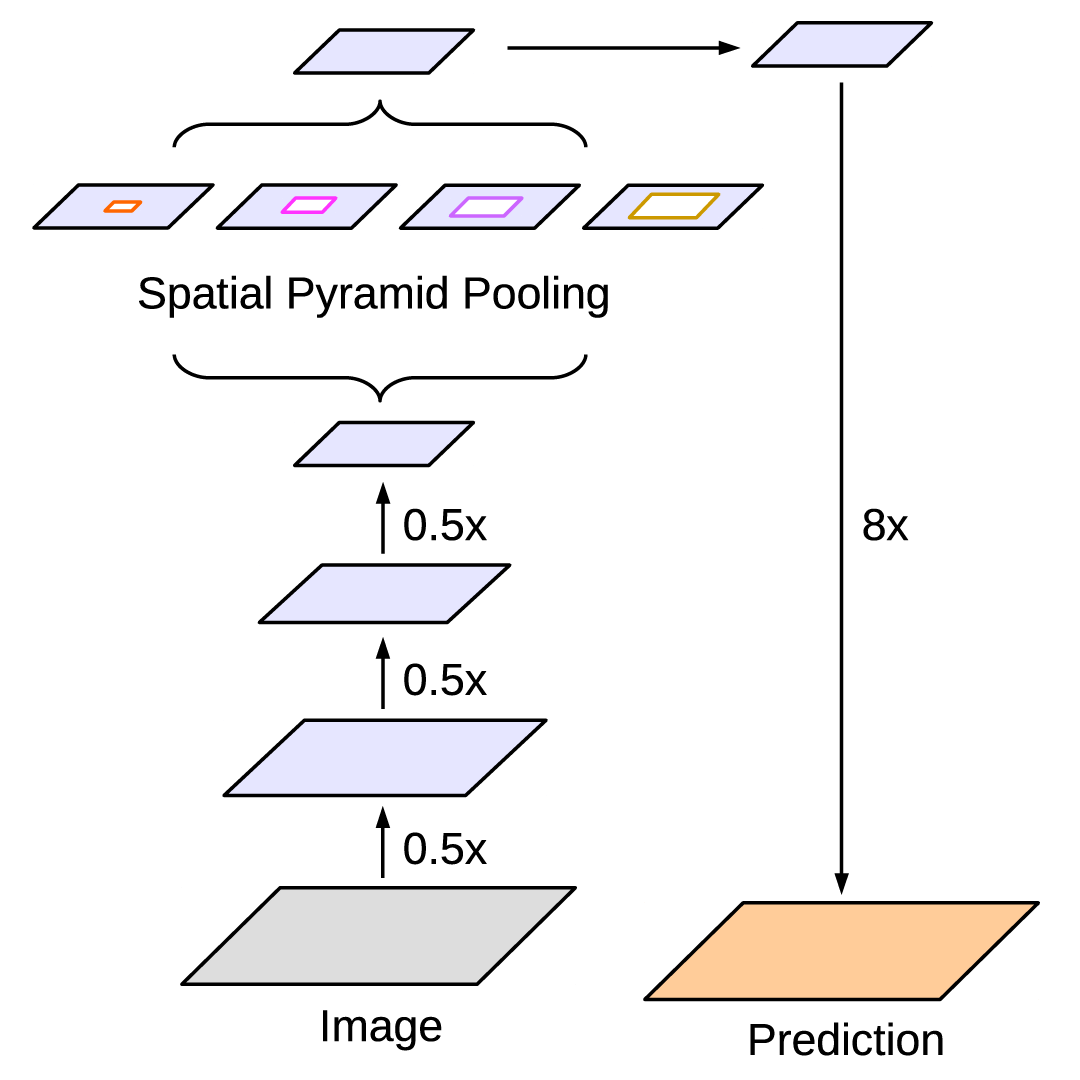 Spatial Pyramid Pooling
0.5x
8x
0.5x
0.5x
Image
Prediction